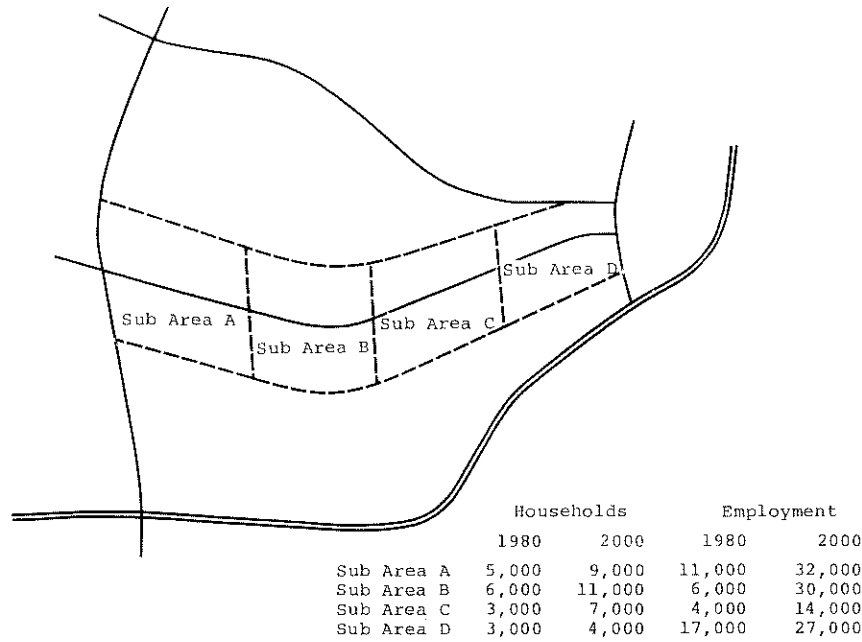 Sub Area D
Sub Area A
Sub Area C
Sub Area B
Households Employment
1980 2000 1980 2000
Sub Area A 5,000 9,000 11,000 32,000
Sub Area B 6,000 11,000 6,000 30,000
Sub Area C 3,000 7,000 4,000 14,000
Sub Area D 3,000 4,000 17,000 27,000